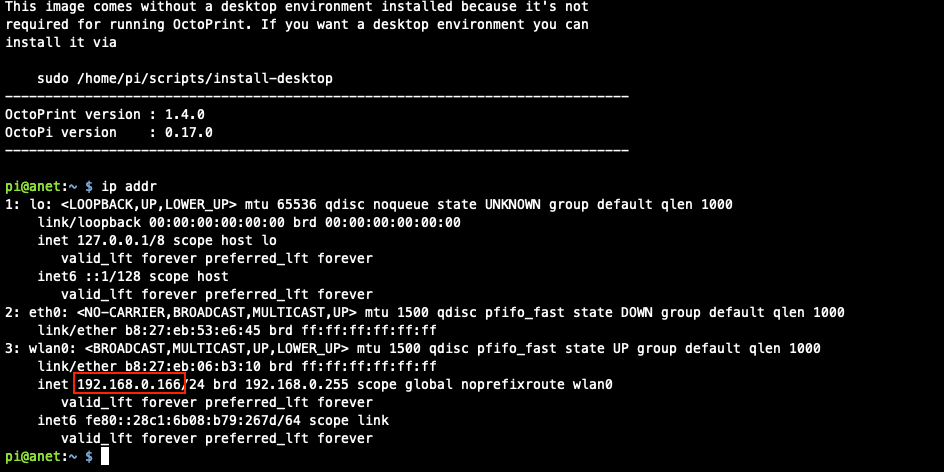 This image comes without a desktop environment installed because it's not
required for running OctoPrint. If you want a desktop environment you can
install it via
sudo /home/pi/scripts/install-desktop
------------------------------------------------------------------------------
OctoPrint version : 1.4.0
OctoPi version    : 0.17.0
------------------------------------------------------------------------------
pi@anet:~ $ ip addr
1: lo: <LOOPBACK,UP,LOWER_UP> mtu 65536 qdisc noqueue state UNKNOWN group default qlen 1000
link/loopback 00:00:00:00:00:00 brd 00:00:00:00:00:00
inet 127.0.0.1/8 scope host lo
valid_lft forever preferred_lft forever
inet6 ::1/128 scope host
valid_lft forever preferred_lft forever
2: eth0: <NO-CARRIER,BROADCAST,MULTICAST,UP> mtu 1500 qdisc pfifo_fast state DOWN group default qlen 1000
link/ether b8:27:eb:53:e6:45 brd ff:ff:ff:ff:ff:ff
3: wlan0: <BROADCAST,MULTICAST,UP,LOWER_UP> mtu 1500 qdisc pfifo_fast state UP group default qlen 1000
link/ether b8:27:eb:06:b3:10 brd ff:ff:ff:ff:ff:ff
inet 192.168.0.166/24 brd 192.168.0.255 scope global noprefixroute wlan0
valid_lft forever preferred_lft forever
inet6 fe80::28c1:6b08:b79:267d/64 scope link
valid_lft forever preferred_lft forever
pi@anet:~ $